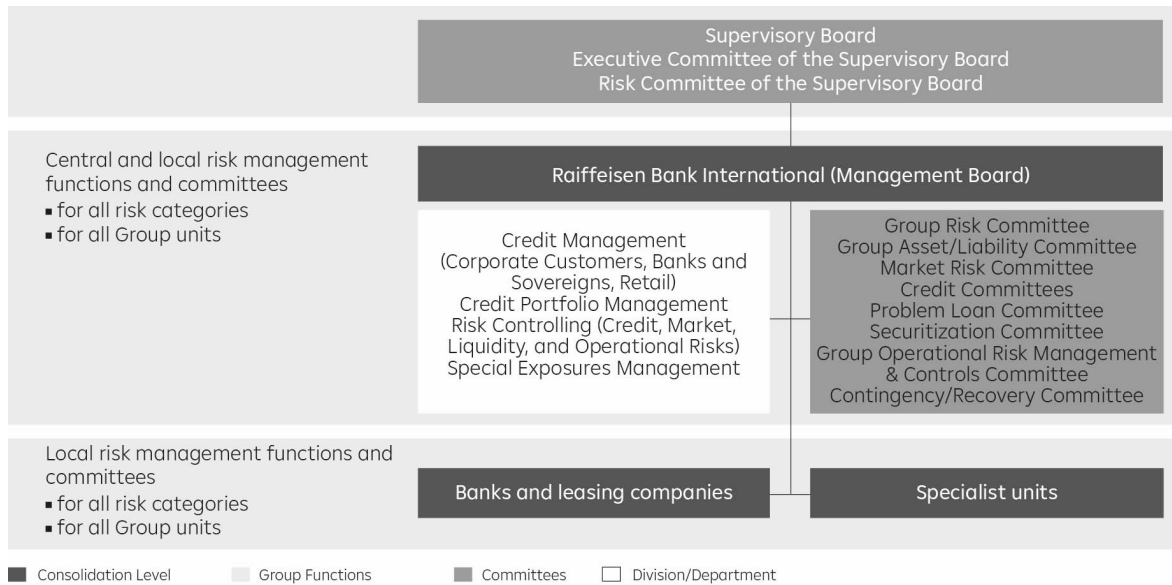 Supervisory Board
Executive Committee of the Supervisory Board
Risk Committee of the Supervisory Board
Central and local risk management
functions and committees
▪ for all risk categories
▪ for all Group units
Raiffeisen Bank International (Management Board)
Credit Management
(Corporate Customers, Banks and
Sovereigns, Retail)
Credit Portfolio Management
Risk Controlling (Credit, Market,
Liquidity, and Operational Risks)
Special Exposures Management
Group Risk Committee
Group Asset/Liability Committee
Market Risk Committee
Credit Committees
Problem Loan Committee
Securitization Committee
Group Operational Risk Management
& Controls Committee
Contingency/Recovery Committee
Local risk management functions and
committees
▪ for all risk categories
▪ for all Group units
Banks and leasing companies
Specialist units
Consolidation Level
Group Functions
Committees
Division/Department